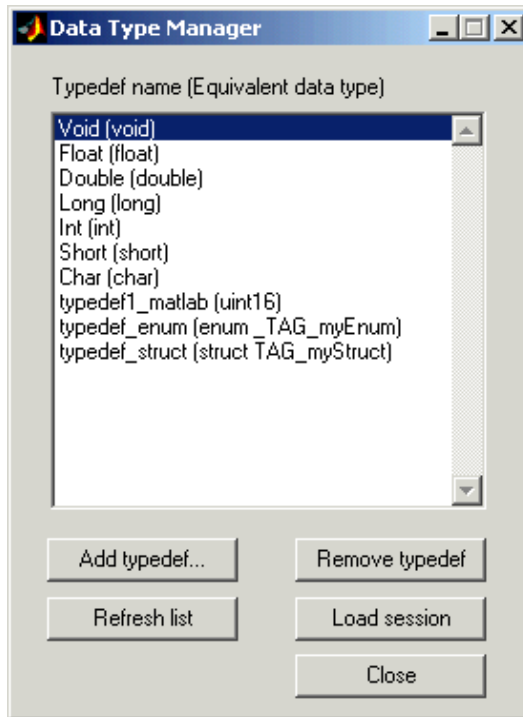 Data Type Manager
Typedef name (Equivalent data type)
Void (void)
Float (float)
Double (double)
Long (long)
Int (int)
Short (short)
Char (char)
typedef1_matlab (uint16)
typedef_enum (enum _TAG_myEnum)
typedef_struct (struct TAG_myStruct)
Add typedef...
Remove typedef
Refresh list
Load session
Close